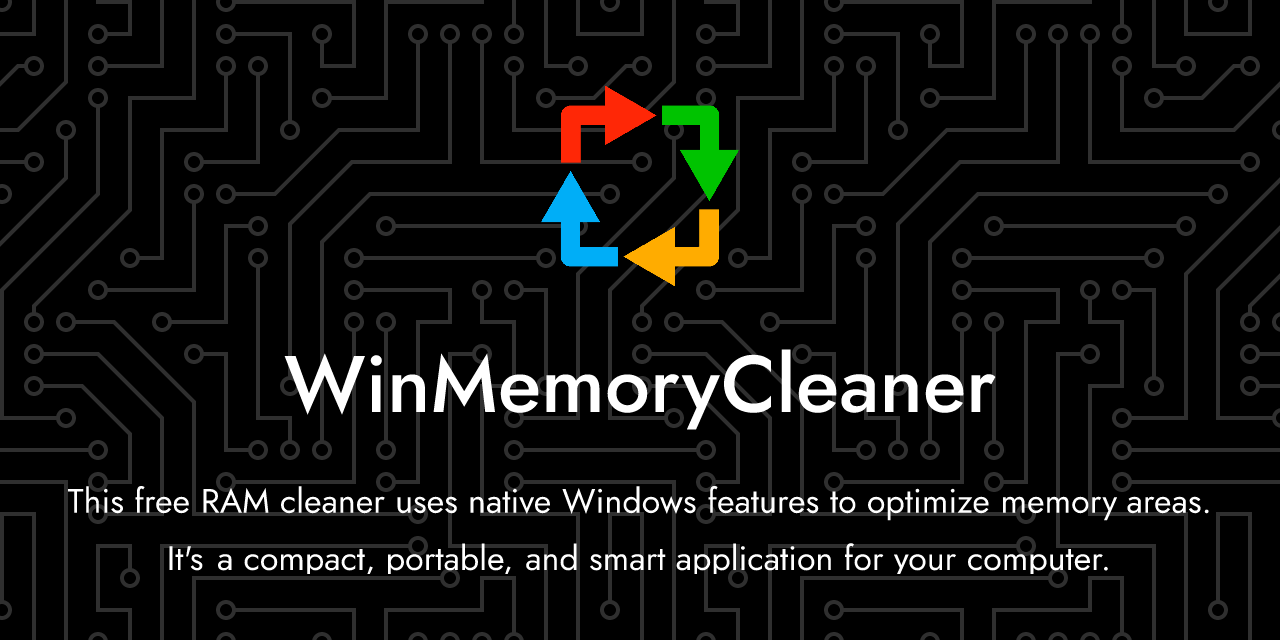 WinMemoryCleaner
This free RAM cleaner uses native Windows features to optimize memory areas.
It's a compact, portable, and smart application for your computer.